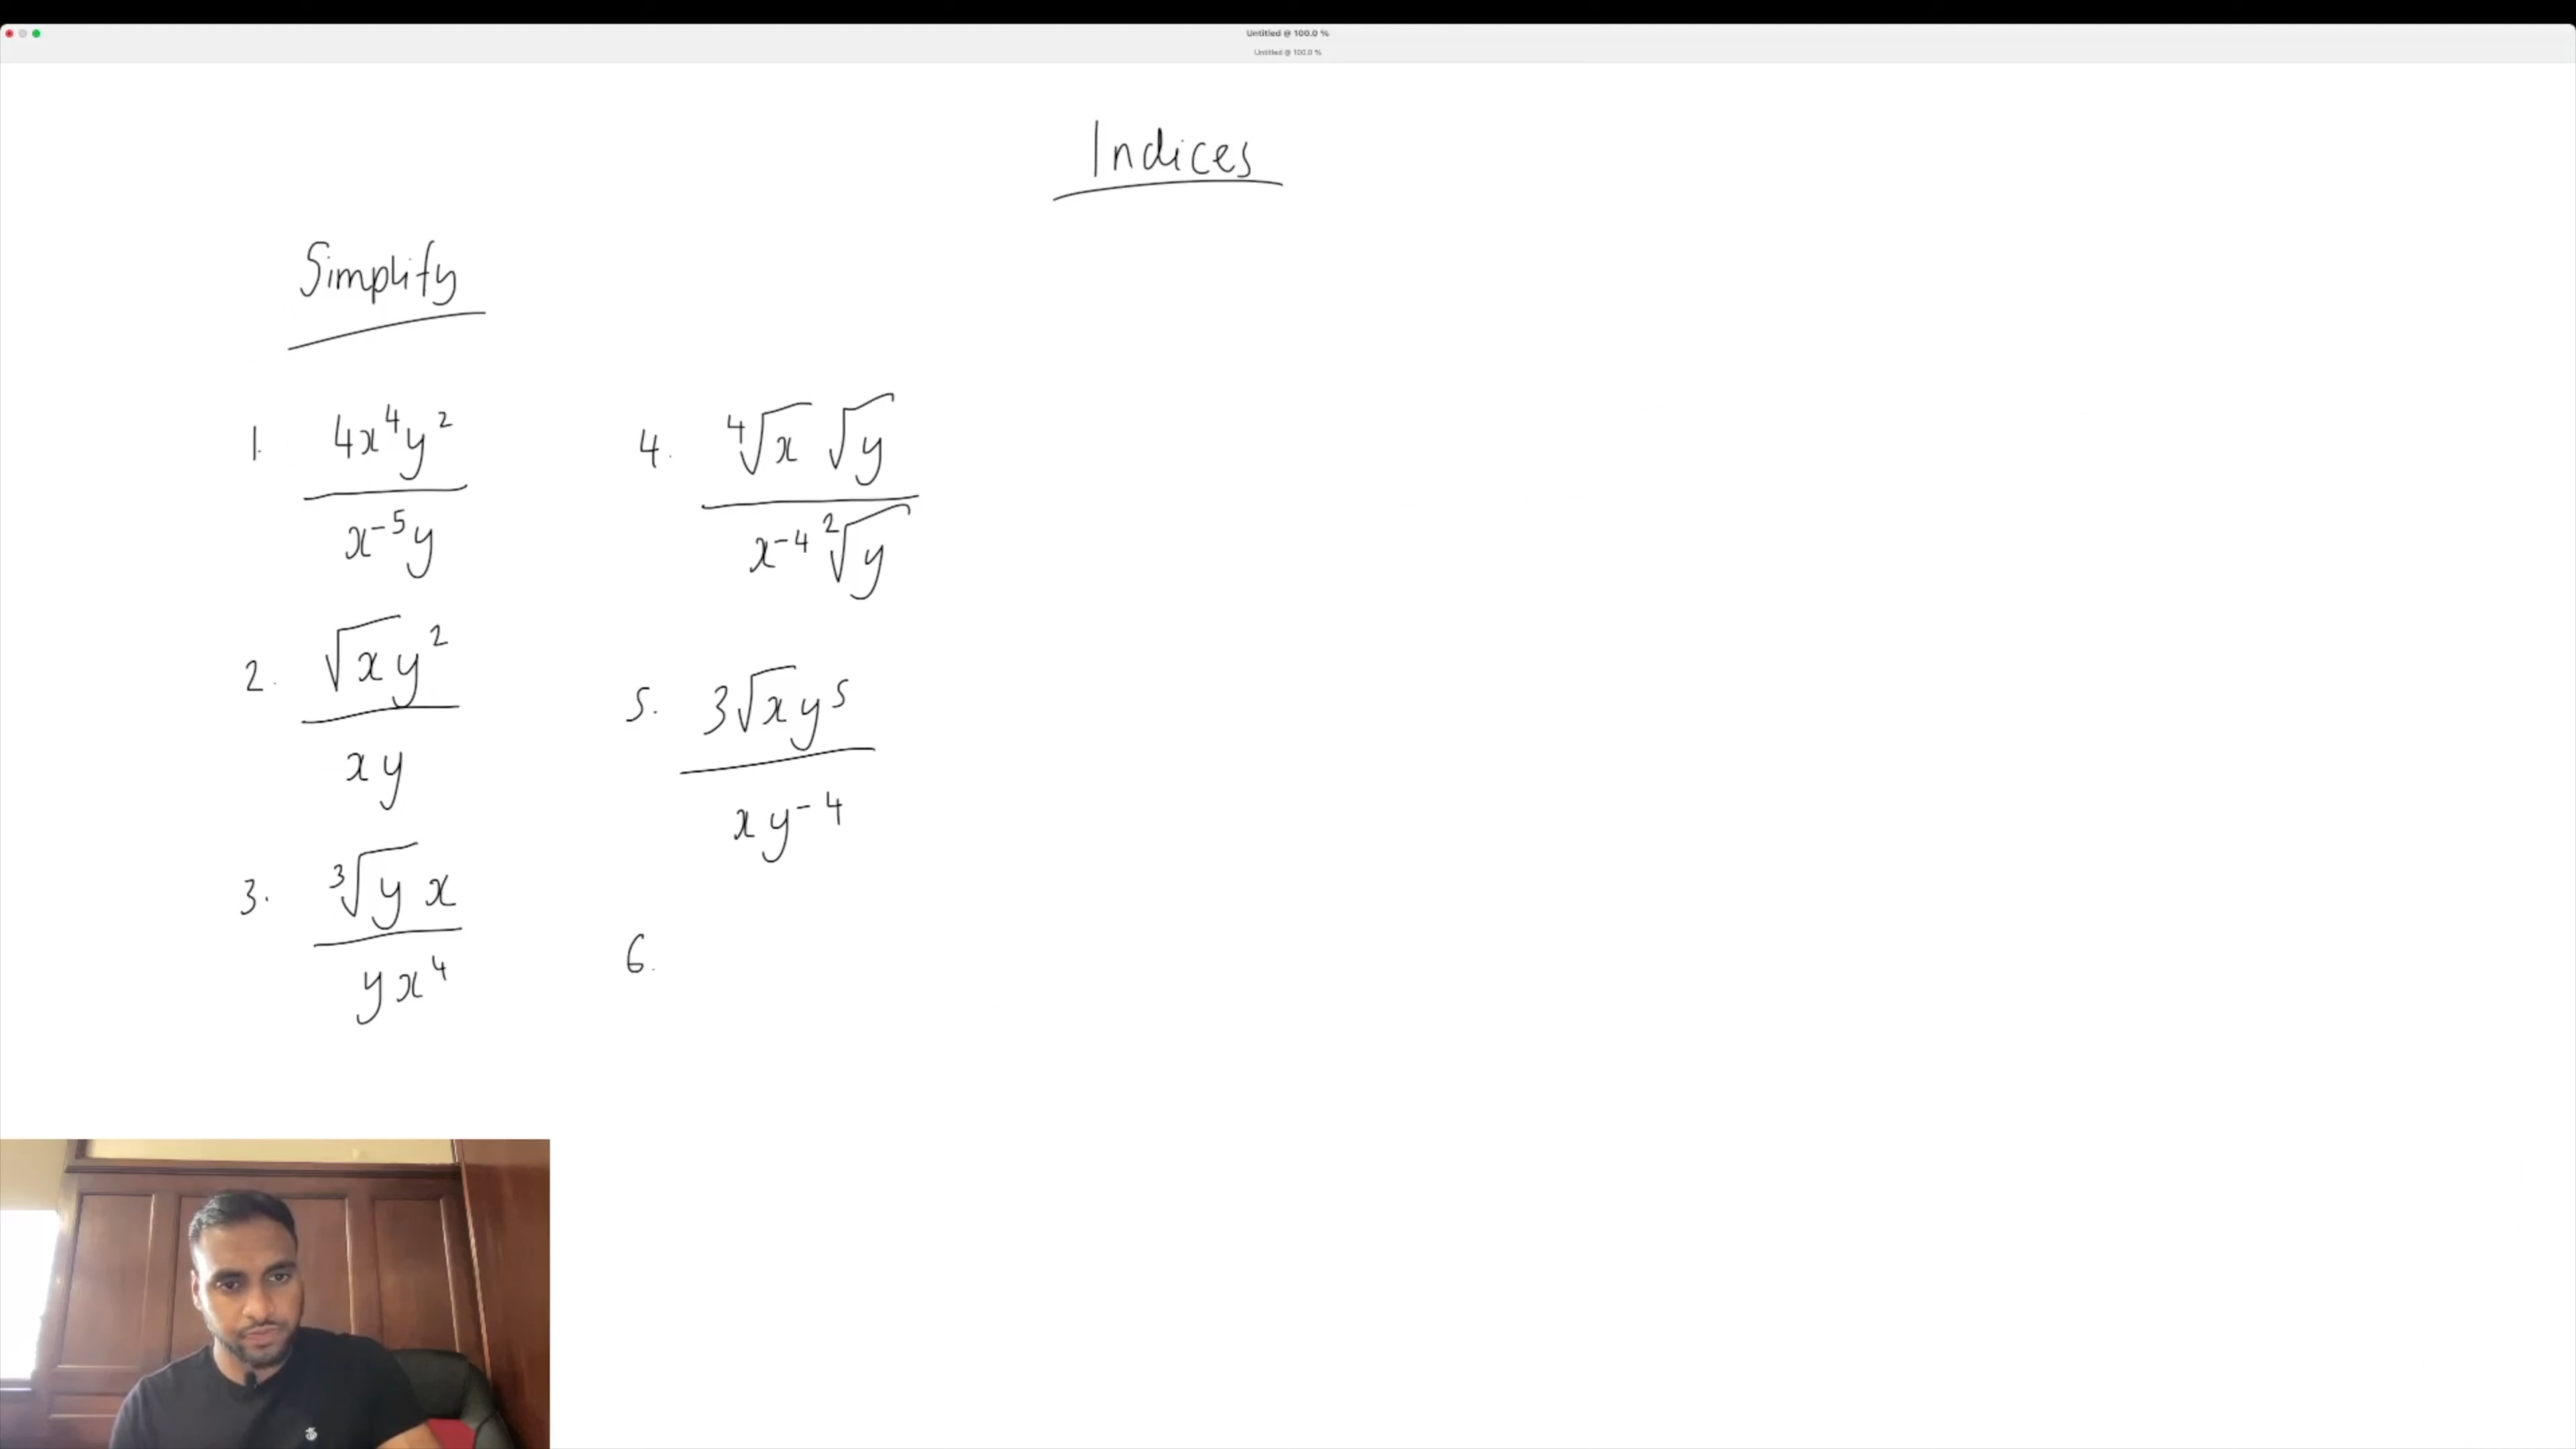 Untitled @ 100.0 %
Untitled @ 100.0 %
Indices
Simplify
1. 4x⁴y² / x⁻⁵y
2. √x y² / xy
3. ³√y x / yx⁴
4. ⁴√x √y / x⁻⁴ ²√y
5. 3√x y⁵ / xy⁻⁴
6.